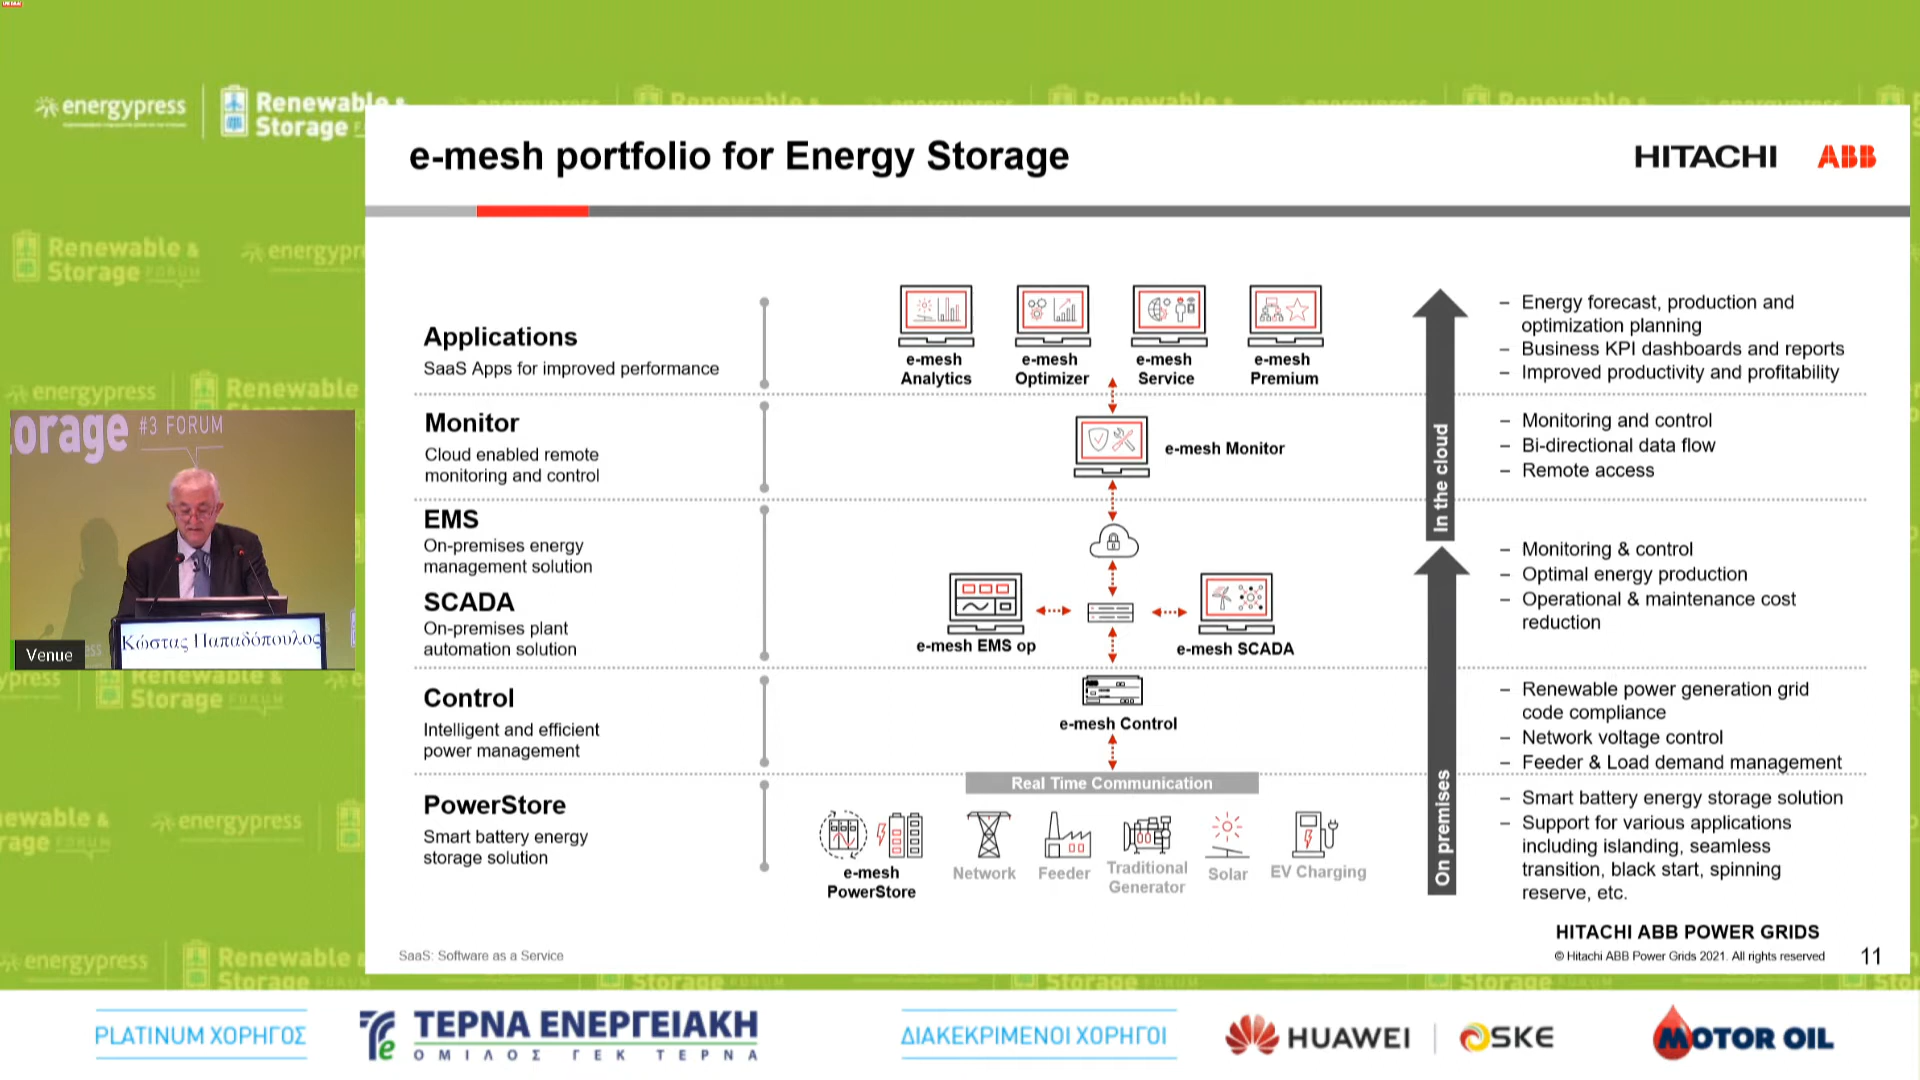 energypress
Renewable &
Storage
e-mesh portfolio for Energy Storage
HITACHI ABB
Applications
SaaS Apps for improved performance
e-mesh
Analytics
e-mesh
Optimizer
e-mesh
Service
e-mesh
Premium
– Energy forecast, production and
optimization planning
– Business KPI dashboards and reports
– Improved productivity and profitability
Monitor
Cloud enabled remote
monitoring and control
e-mesh Monitor
In the cloud
– Monitoring and control
– Bi-directional data flow
– Remote access
EMS
On-premises energy
management solution
SCADA
On-premises plant
automation solution
e-mesh EMS op
e-mesh SCADA
– Monitoring & control
– Optimal energy production
– Operational & maintenance cost
reduction
Control
Intelligent and efficient
power management
e-mesh Control
– Renewable power generation grid
code compliance
– Network voltage control
– Feeder & Load demand management
PowerStore
Smart battery energy
storage solution
Real Time Communication
e-mesh
PowerStore
Network
Feeder
Traditional
Generator
Solar
EV Charging
On premises
– Smart battery energy storage solution
– Support for various applications
including islanding, seamless
transition, black start, spinning
reserve, etc.
SaaS: Software as a Service
HITACHI ABB POWER GRIDS
© Hitachi ABB Power Grids 2021. All rights reserved
11
orage #3 FORUM
Κώστας Παπαδόπουλος
Venue
Renewable &
Storage FORUM
energypress
PLATINUM ΧΟΡΗΓΟΣ
ΤΕΡΝΑ ΕΝΕΡΓΕΙΑΚΗ
ΟΜΙΛΟΣ ΓΕΚ ΤΕΡΝΑ
ΔΙΑΚΕΚΡΙΜΕΝΟΙ ΧΟΡΗΓΟΙ
HUAWEI
SKE
MOTOR OIL